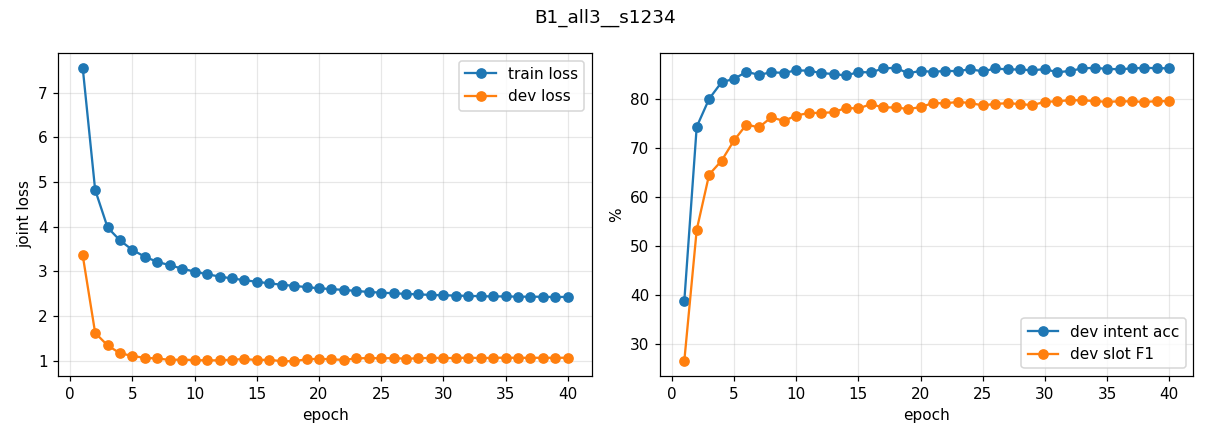 B1_all3__s1234
joint loss
7
6
5
4
3
2
1
0 5 10 15 20 25 30 35 40
epoch
train loss
dev loss
%
80
70
60
50
40
30
0 5 10 15 20 25 30 35 40
epoch
dev intent acc
dev slot F1